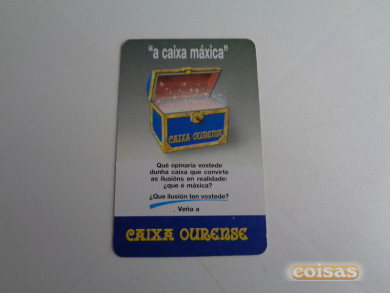 "a caixa máxica"
CAIXA OURENSE
Qué opinaría vostede
dunha caixa que convirte
as ilusións en realidade:
¿que é máxica?
¿Que ilusión ten vostede?
Veña a
CAIXA OURENSE
coisas